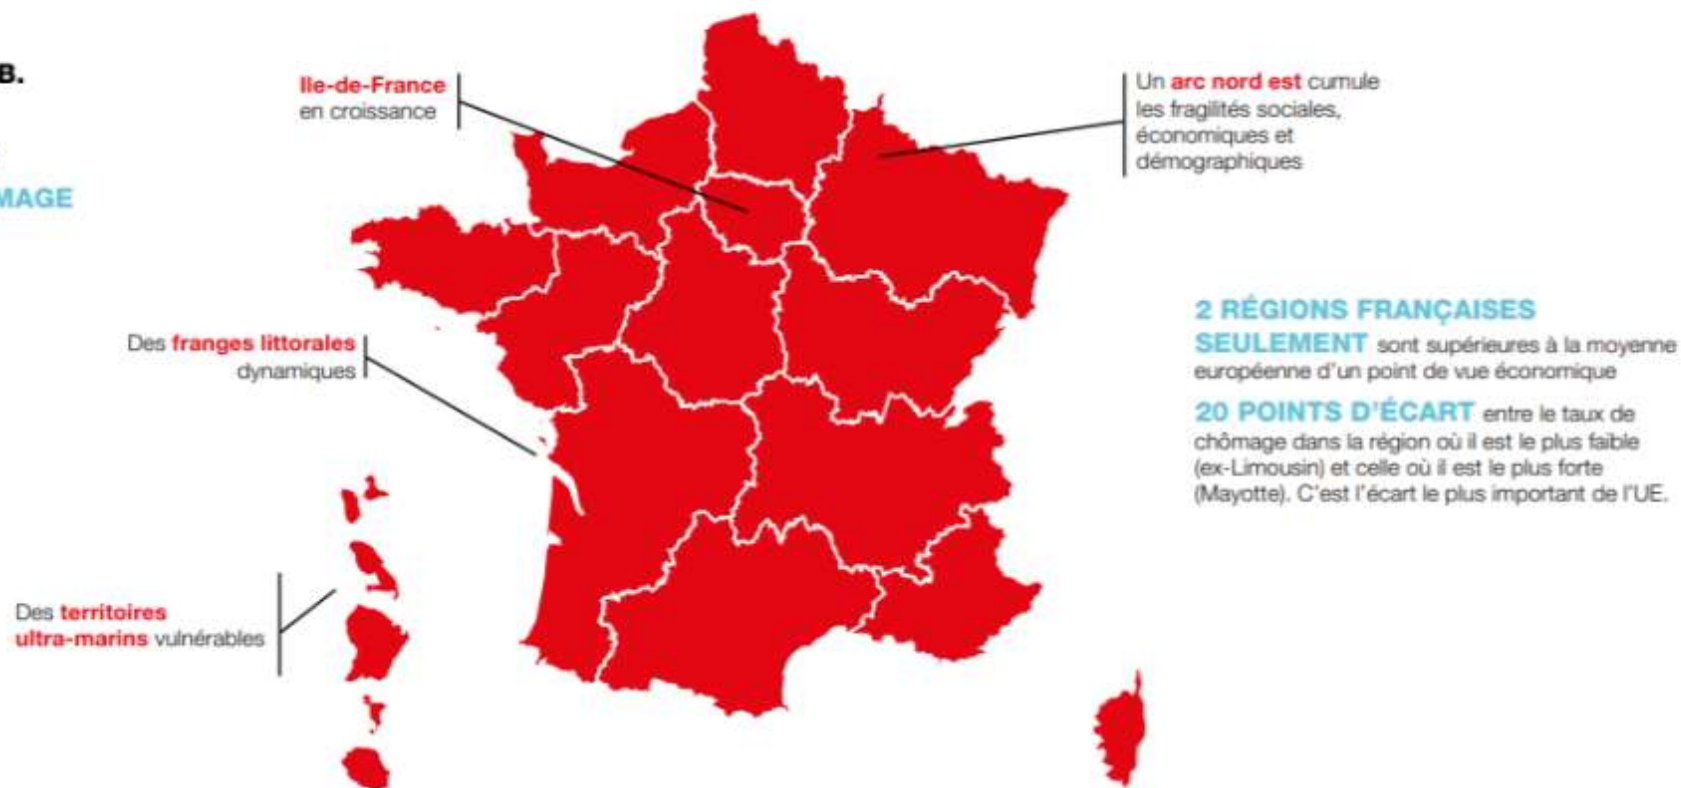 B.
MAGE
Ile-de-France
en croissance
Un arc nord est cumule
les fragilités sociales,
économiques et
démographiques
Des franges littorales
dynamiques
2 RÉGIONS FRANÇAISES
SEULEMENT sont supérieures à la moyenne
européenne d'un point de vue économique
20 POINTS D'ÉCART entre le taux de
chômage dans la région où il est le plus faible
(ex-Limousin) et celle où il est le plus forte
(Mayotte). C'est l'écart le plus important de l'UE.
Des territoires
ultra-marins vulnérables